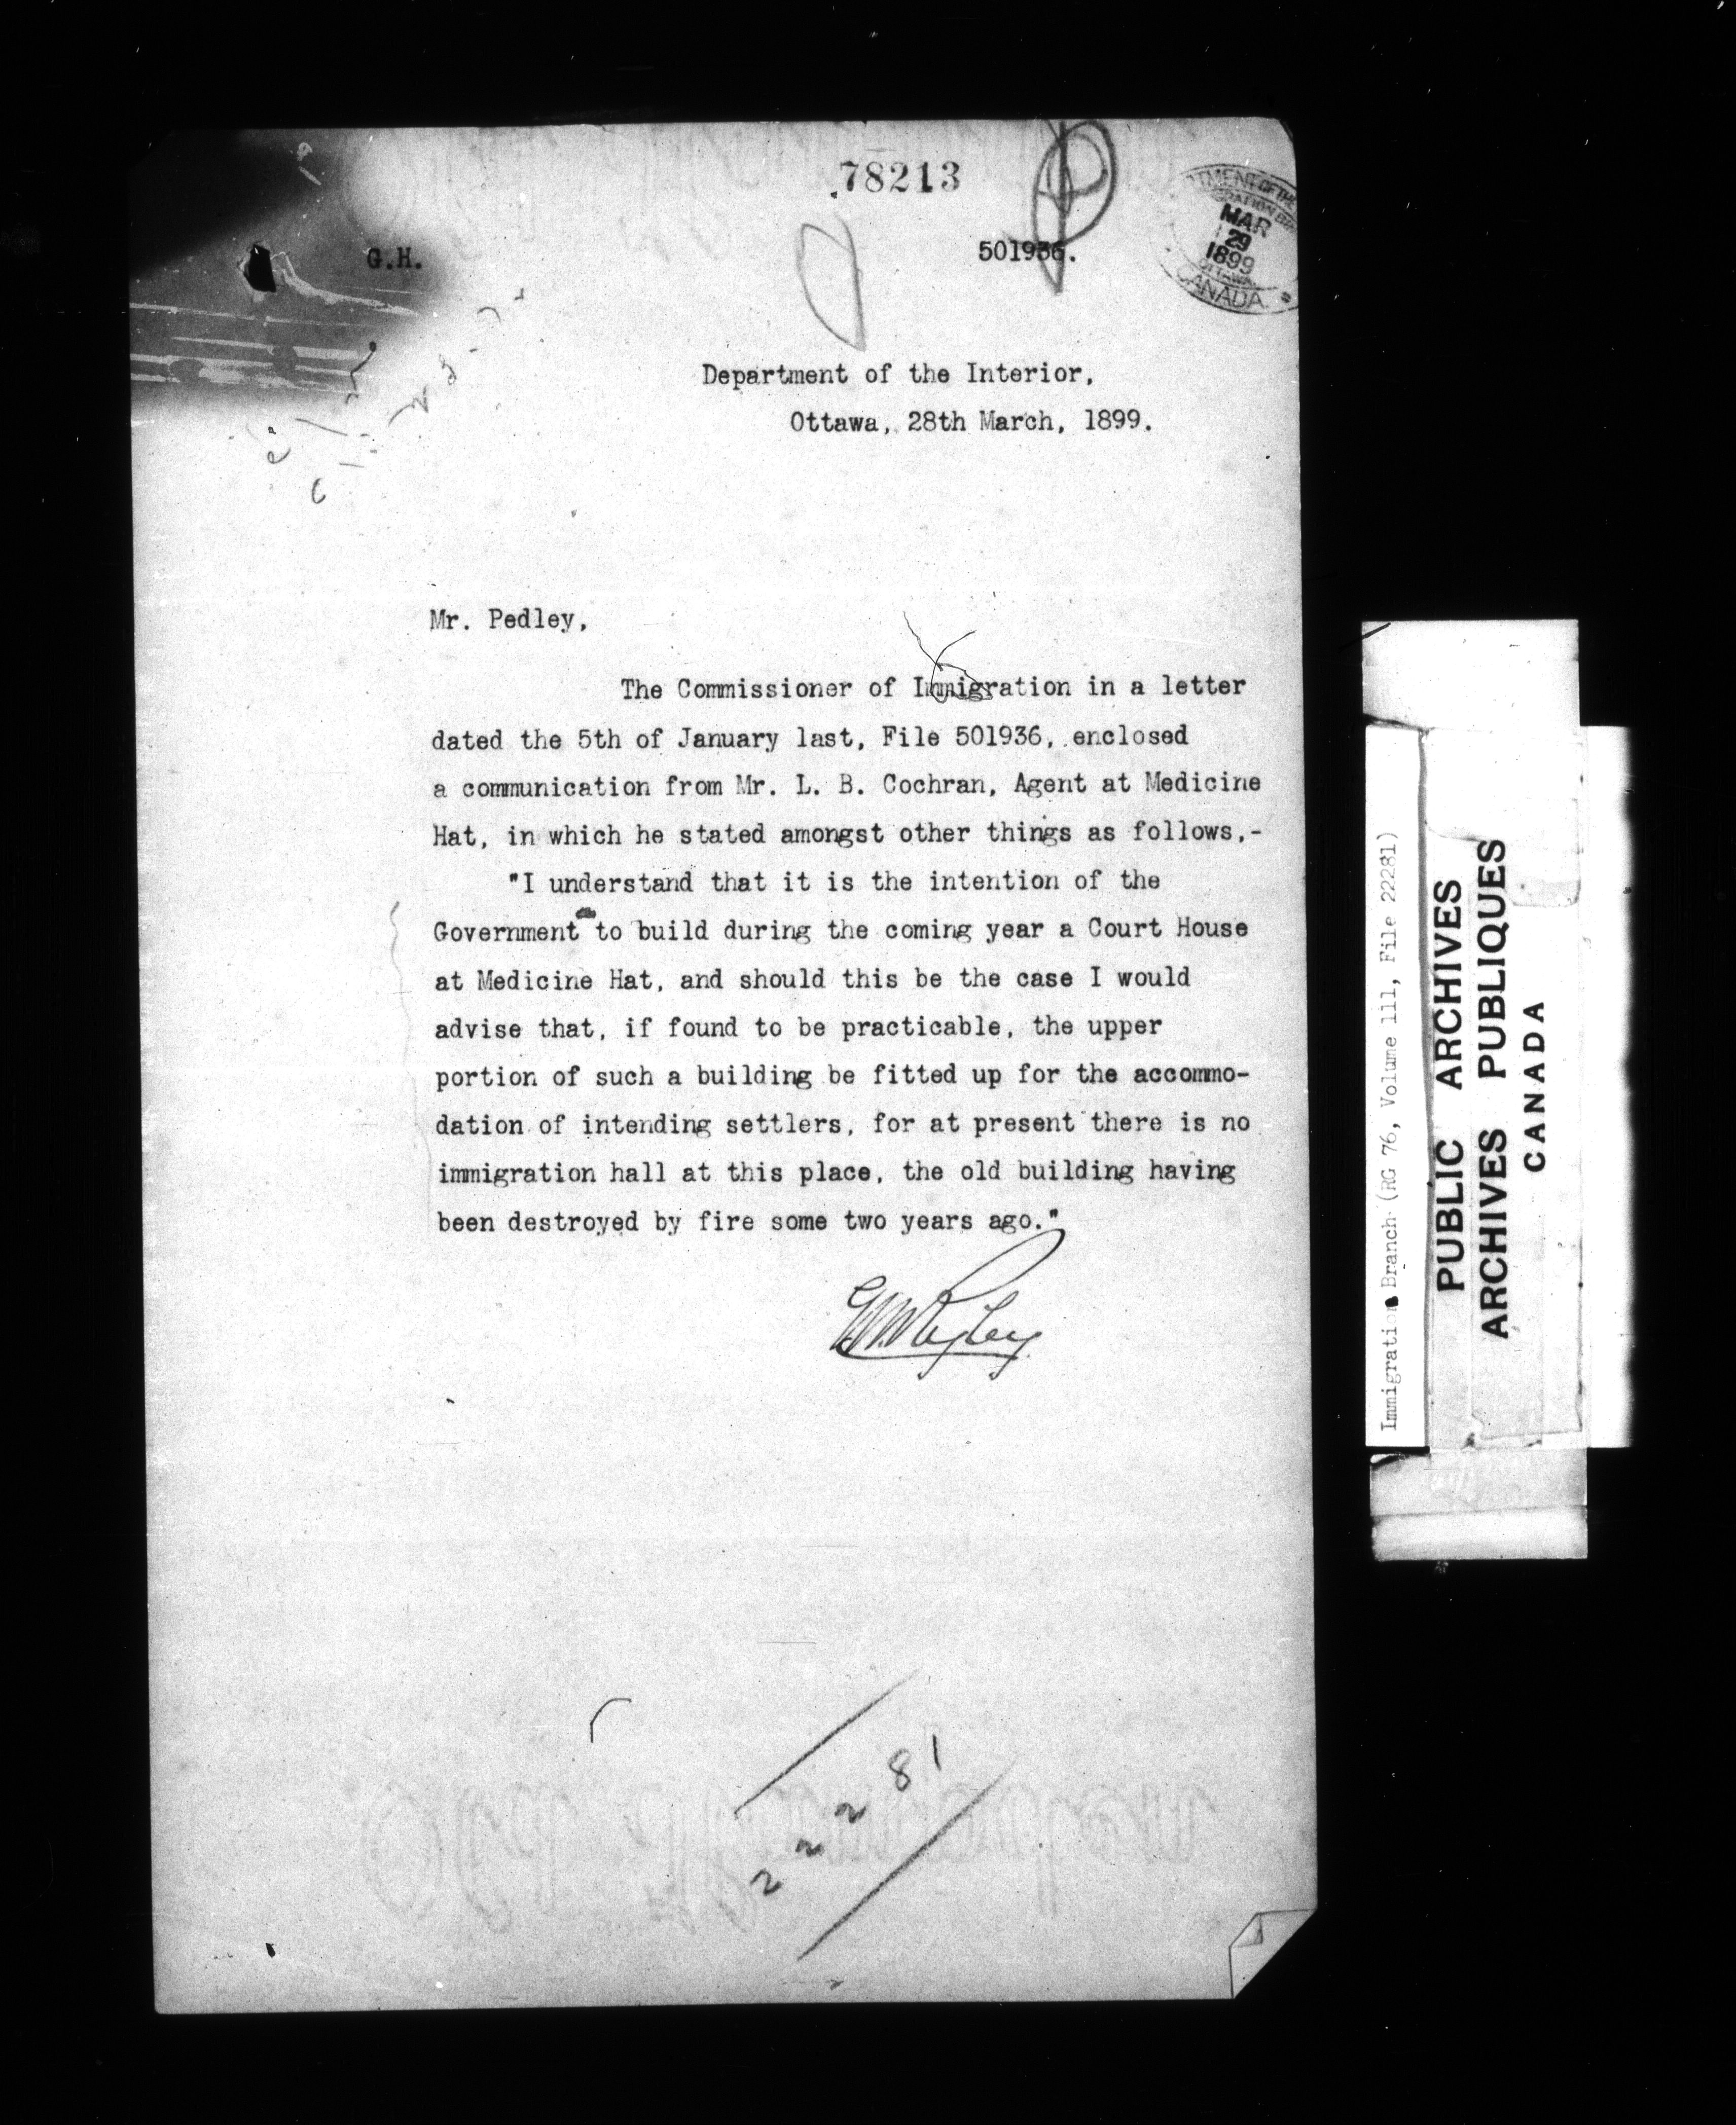 78213
G.H.
501936.
MAR
29
1899
OTTAWA
CANADA
Department of the Interior,
Ottawa, 28th March, 1899.
Mr. Pedley,
The Commissioner of Immigration in a letter
dated the 5th of January last, File 501936, enclosed
a communication from Mr. L. B. Cochran, Agent at Medicine
Hat, in which he stated amongst other things as follows,-
"I understand that it is the intention of the
Government to build during the coming year a Court House
at Medicine Hat, and should this be the case I would
advise that, if found to be practicable, the upper
portion of such a building be fitted up for the accommo-
dation of intending settlers, for at present there is no
immigration hall at this place, the old building having
been destroyed by fire some two years ago."
22281
Immigration Branch (RG 76, Volume 111, File 22281)
PUBLIC ARCHIVES
ARCHIVES PUBLIQUES
CANADA